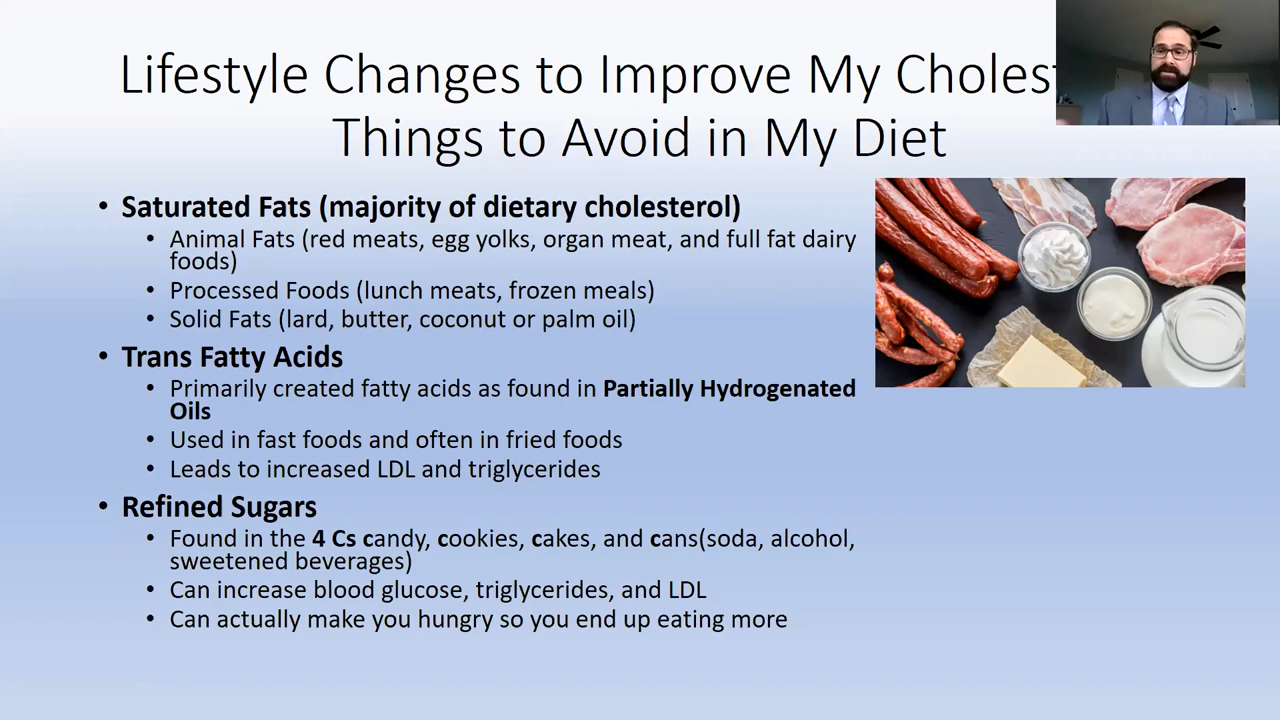 Lifestyle Changes to Improve My Cholest
Things to Avoid in My Diet
• Saturated Fats (majority of dietary cholesterol)
• Animal Fats (red meats, egg yolks, organ meat, and full fat dairy
foods)
• Processed Foods (lunch meats, frozen meals)
• Solid Fats (lard, butter, coconut or palm oil)
• Trans Fatty Acids
• Primarily created fatty acids as found in Partially Hydrogenated
Oils
• Used in fast foods and often in fried foods
• Leads to increased LDL and triglycerides
• Refined Sugars
• Found in the 4 Cs candy, cookies, cakes, and cans(soda, alcohol,
sweetened beverages)
• Can increase blood glucose, triglycerides, and LDL
• Can actually make you hungry so you end up eating more